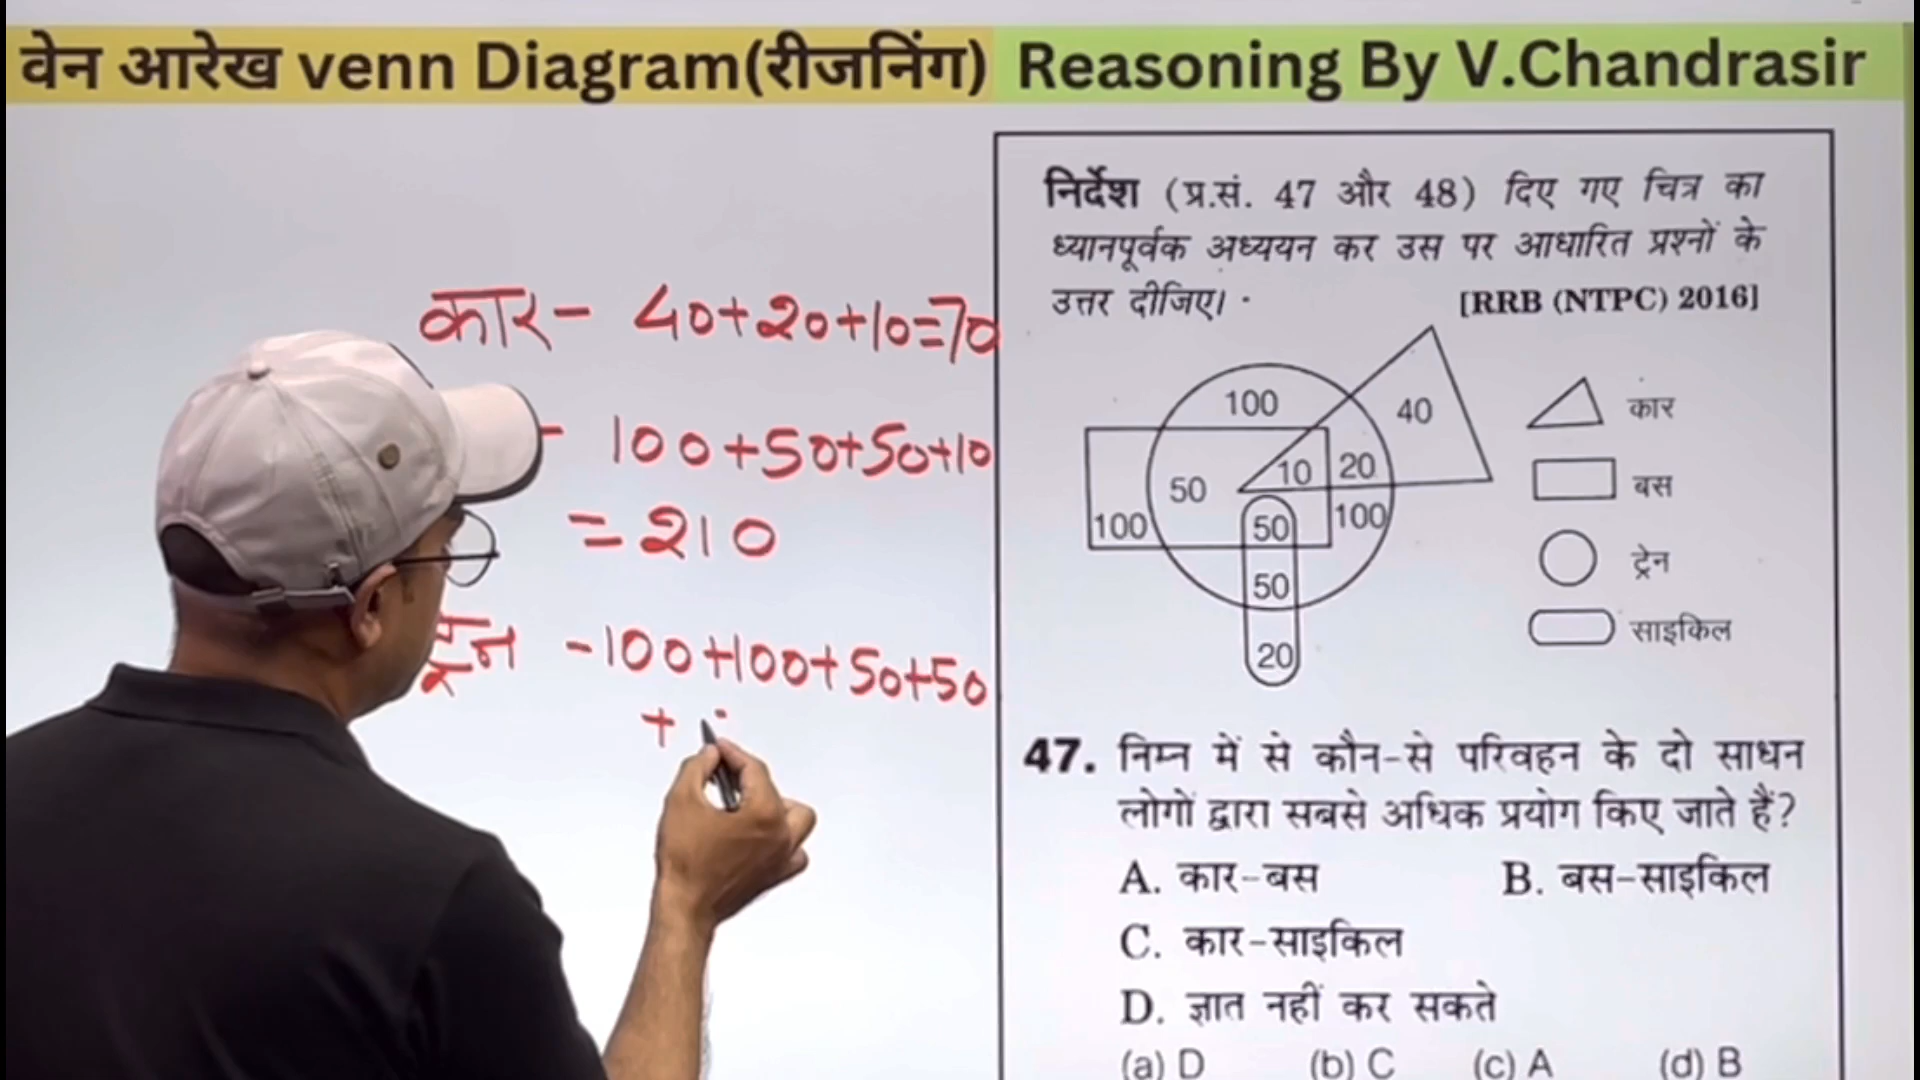 वेन आरेख venn Diagram(रीजनिंग) Reasoning By V.Chandrasir
कार- 40+20+10=70
- 100+50+50+10
= 210
ट्रेन -100+100+50+50
+
निर्देश (प्र.सं. 47 और 48) दिए गए चित्र का
ध्यानपूर्वक अध्ययन कर उस पर आधारित प्रश्नों के
उत्तर दीजिए।
[RRB (NTPC) 2016]
100
40
10
20
50
100
50
100
50
20
कार
बस
ट्रेन
साइकिल
47. निम्न में से कौन-से परिवहन के दो साधन
लोगों द्वारा सबसे अधिक प्रयोग किए जाते हैं?
A. कार-बस B. बस-साइकिल
C. कार-साइकिल
D. ज्ञात नहीं कर सकते
(a) D (b) C (c) A (d) B